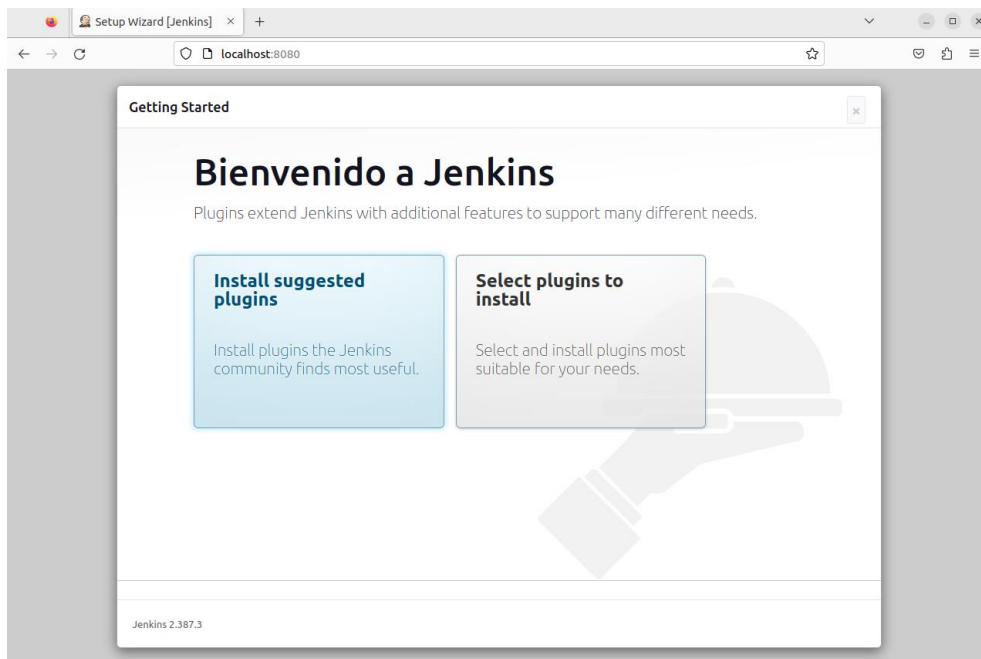 Setup Wizard [Jenkins]
localhost:8080
Getting Started
Bienvenido a Jenkins
Plugins extend Jenkins with additional features to support many different needs.
Install suggested
plugins
Install plugins the Jenkins
community finds most useful.
Select plugins to
install
Select and install plugins most
suitable for your needs.
Jenkins 2.387.3